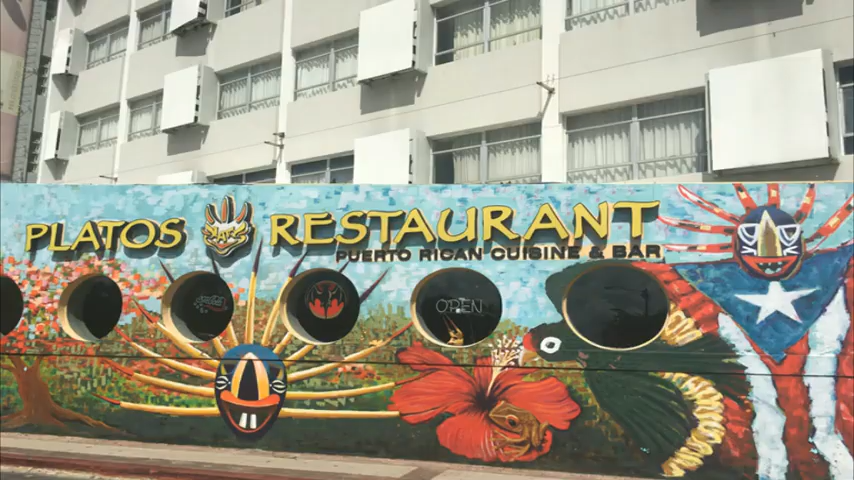 PLATOS RESTAURANT
PUERTO RICAN CUISINE & BAR
OPEN